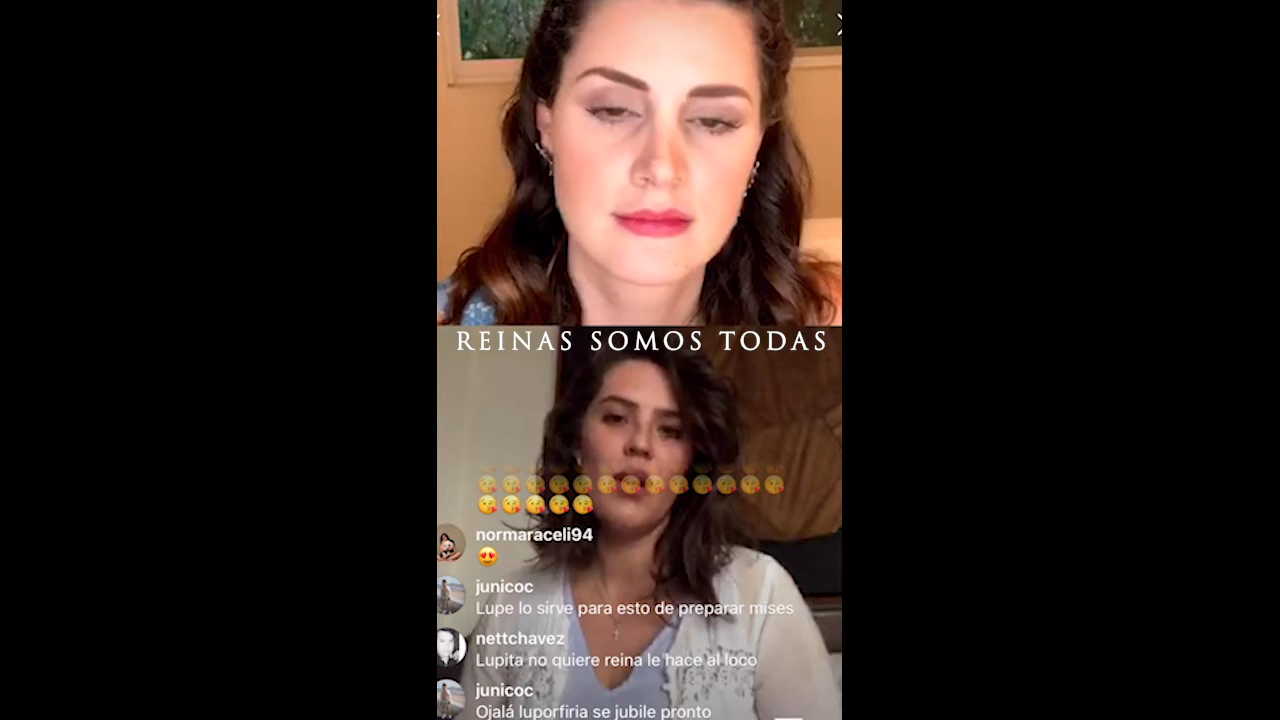 REINAS SOMOS TODAS
😘😘😘😘😘😘😘😘😘😘😘😘😘
😘😘😘😘😘
normaraceli94
😍
junicoc
Lupe lo sirve para esto de preparar mises
nettchavez
Lupita no quiere reina le hace al loco
junicoc
Ojalá luporfiria se jubile pronto